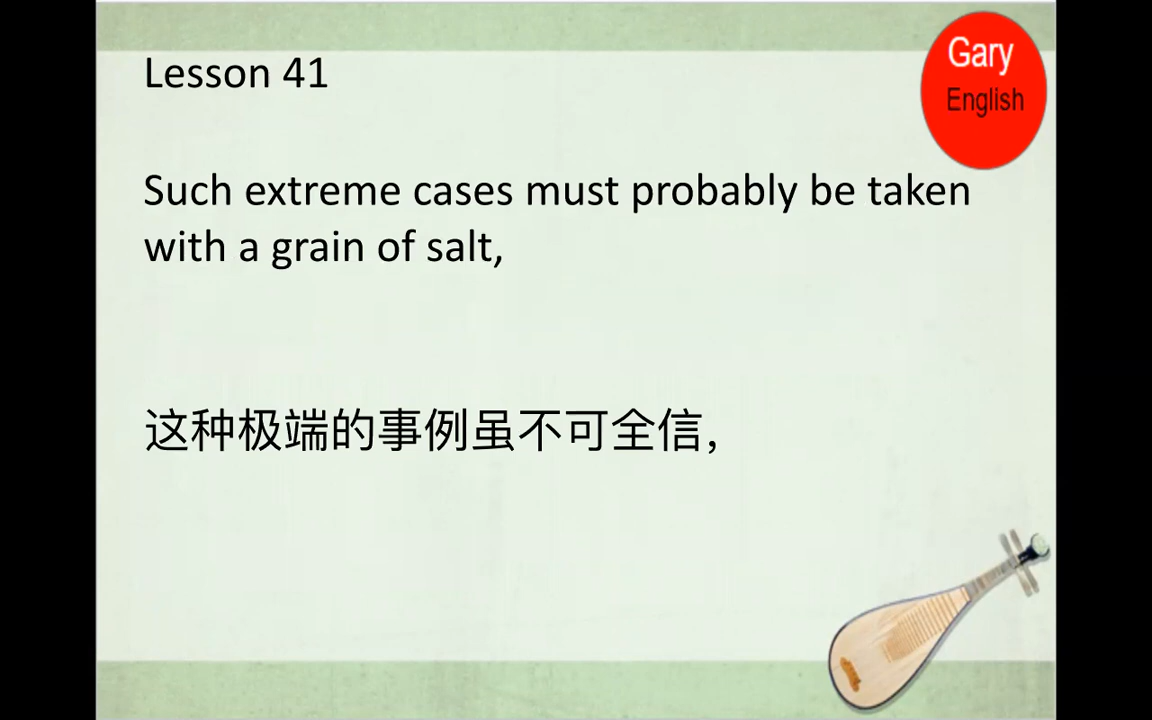 Lesson 41
Gary
English
Such extreme cases must probably be taken
with a grain of salt,
这种极端的事例虽不可全信，